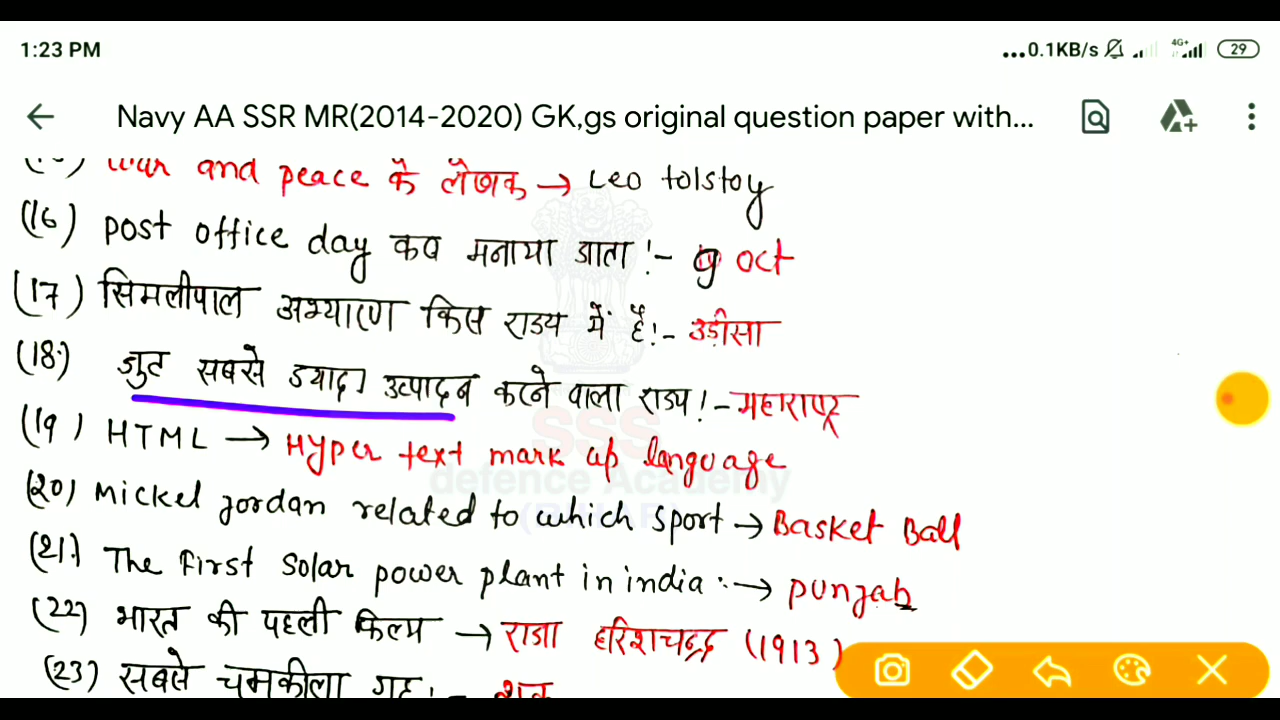 1:23 PM
...0.1KB/s 4G+ 29
Navy AA SSR MR(2014-2020) GK,gs original question paper with...
war and peace के लेखक → Leo tolstoy
(16) post office day कब मनाया जाता !- 9 oct
(17) सिमलीपाल अभ्यारण किस राज्य में है!- उड़ीसा
(18) जुट सबसे ज्यादा उत्पादन करने वाला राज्य !- महाराष्ट्र
(19) HTML → Hyper text mark up language
(20) Mickel Jordan related to which sport → Basket Ball
(21) The First Solar power plant in india :→ punjab
(22) भारत की पहली फिल्म → राजा हरिशचन्द्र (1913)
(23) सबसे चमकीला ग्रह! -
SSS
defence Academy